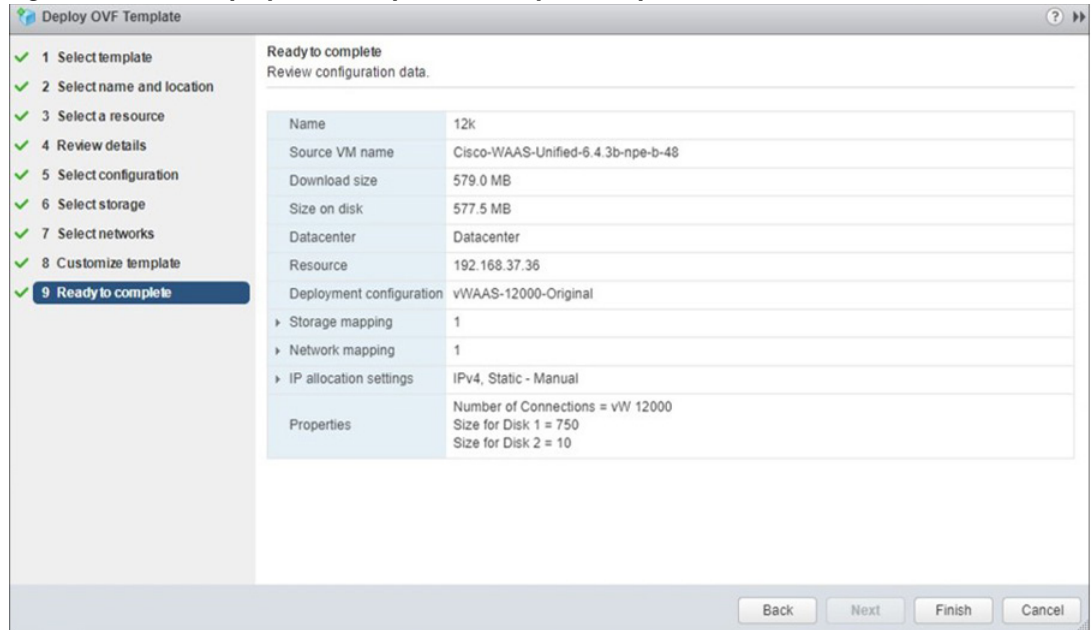 Deploy OVF Template
1 Select template
2 Select name and location
3 Select a resource
4 Review details
5 Select configuration
6 Select storage
7 Select networks
8 Customize template
9 Ready to complete
Ready to complete
Review configuration data.
Name 12k
Source VM name Cisco-WAAS-Unified-6.4.3b-npe-b-48
Download size 579.0 MB
Size on disk 577.5 MB
Datacenter Datacenter
Resource 192.168.37.36
Deployment configuration vWAAS-12000-Original
Storage mapping 1
Network mapping 1
IP allocation settings IPv4, Static - Manual
Properties
Number of Connections = vW 12000
Size for Disk 1 = 750
Size for Disk 2 = 10
Back Next Finish Cancel